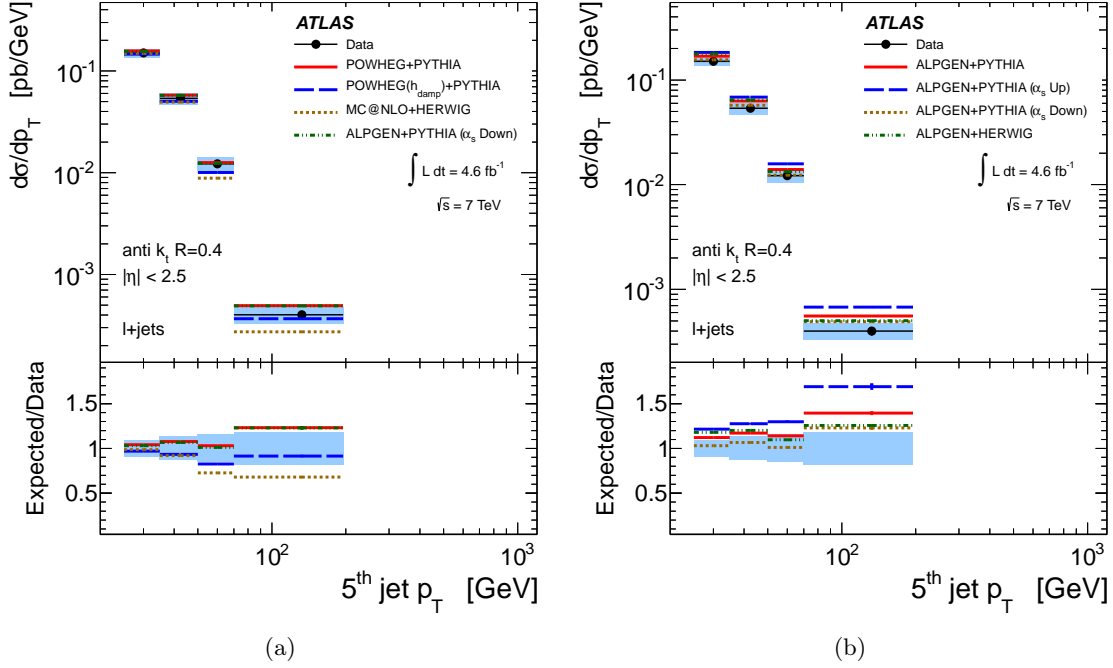 ATLAS
dσ/dp_T [pb/GeV]
10^-1
10^-2
10^-3
Data
POWHEG+PYTHIA
POWHEG(h_damp)+PYTHIA
MC@NLO+HERWIG
ALPGEN+PYTHIA (α_s Down)
∫ L dt = 4.6 fb^-1
√s = 7 TeV
anti k_t R=0.4
|η| < 2.5
l+jets
Expected/Data
1.5
1
0.5
10^2
10^3
5^th jet p_T [GeV]
(a)
ATLAS
dσ/dp_T [pb/GeV]
10^-1
10^-2
10^-3
Data
ALPGEN+PYTHIA
ALPGEN+PYTHIA (α_s Up)
ALPGEN+PYTHIA (α_s Down)
ALPGEN+HERWIG
∫ L dt = 4.6 fb^-1
√s = 7 TeV
anti k_t R=0.4
|η| < 2.5
l+jets
Expected/Data
1.5
1
0.5
10^2
10^3
5^th jet p_T [GeV]
(b)